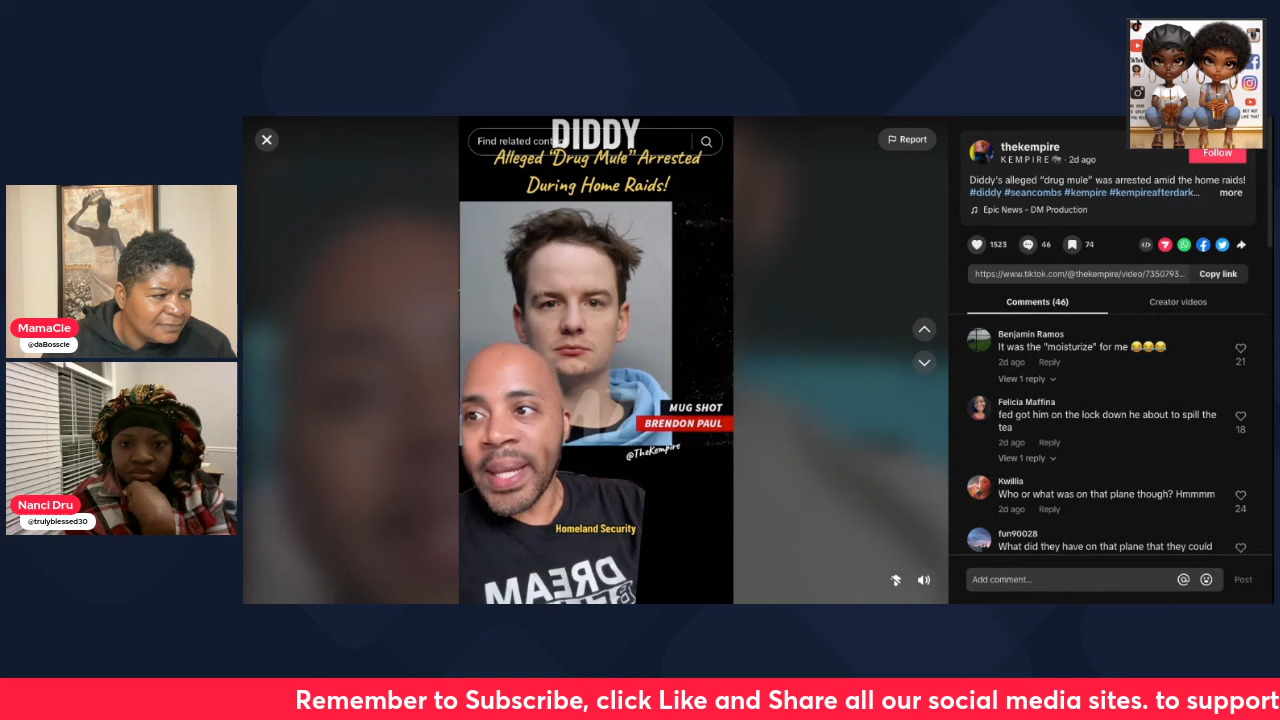 MamaCie
@daBosscie
Nanci Dru
@trulyblessed30
Find related cont
DIDDY
Alleged "Drug Mule" Arrested
During Home Raids!
MUG SHOT
BRENDON PAUL
@TheKempire
Homeland Security
DREAM
Report
thekempire
KEMPIRE · 2d ago
Follow
Diddy's alleged "drug mule" was arrested amid the home raids!
#diddy #seancombs #kempire #kempireafterdark... more
Epic News - DM Production
1523 46 74
https://www.tiktok.com/@thekempire/video/7350793... Copy link
Comments (46) Creator videos
Benjamin Ramos
It was the "moisturize" for me 😂😂😂
2d ago Reply
21
View 1 reply
Felicia Maffina
fed got him on the lock down he about to spill the
tea
18
2d ago Reply
View 1 reply
Kwillia
Who or what was on that plane though? Hmmmm
2d ago Reply
24
fun90028
What did they have on that plane that they could
Add comment... Post
Remember to Subscribe, click Like and Share all our social media sites. to support